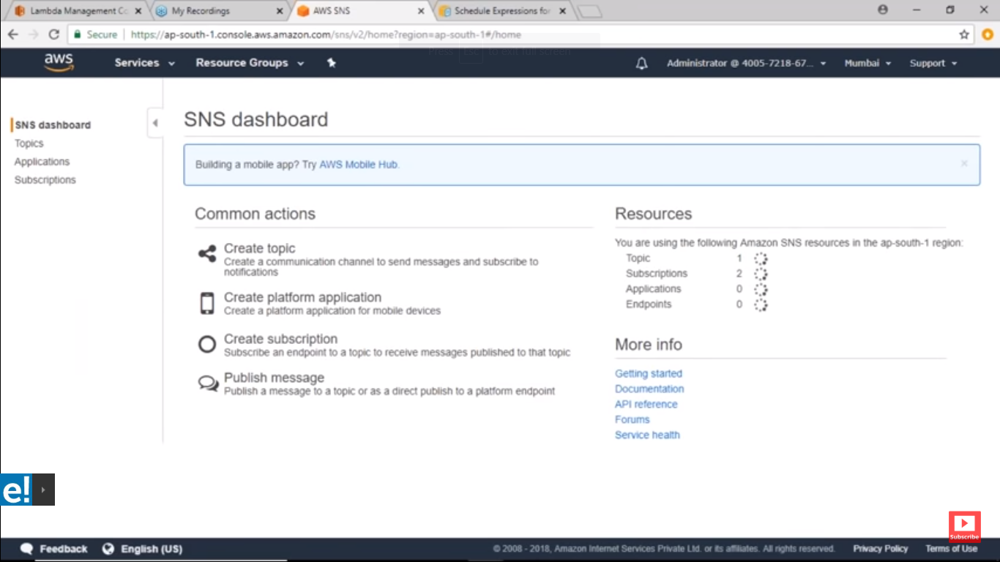 Lambda Management Co
My Recordings
AWS SNS
Schedule Expressions for
Secure
https://ap-south-1.console.aws.amazon.com/sns/v2/home?region=ap-south-1#/home
Press Esc to exit full screen
aws
Services
Resource Groups
Administrator @ 4005-7218-67...
Mumbai
Support
SNS dashboard
Topics
Applications
Subscriptions
SNS dashboard
Building a mobile app? Try AWS Mobile Hub.
Common actions
Create topic
Create a communication channel to send messages and subscribe to
notifications
Create platform application
Create a platform application for mobile devices
Create subscription
Subscribe an endpoint to a topic to receive messages published to that topic
Publish message
Publish a message to a topic or as a direct publish to a platform endpoint
Resources
You are using the following Amazon SNS resources in the ap-south-1 region:
Topic 1
Subscriptions 2
Applications 0
Endpoints 0
More info
Getting started
Documentation
API reference
Forums
Service health
e!
Subscribe
Feedback
English (US)
© 2008 - 2018, Amazon Internet Services Private Ltd. or its affiliates. All rights reserved.
Privacy Policy
Terms of Use